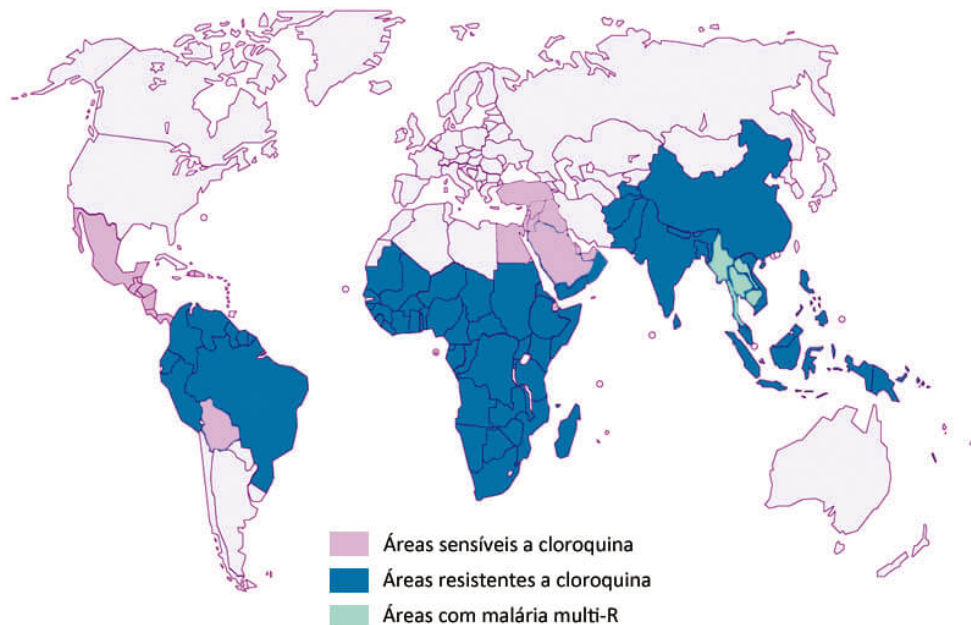 Áreas sensíveis a cloroquina
Áreas resistentes a cloroquina
Áreas com malária multi-R